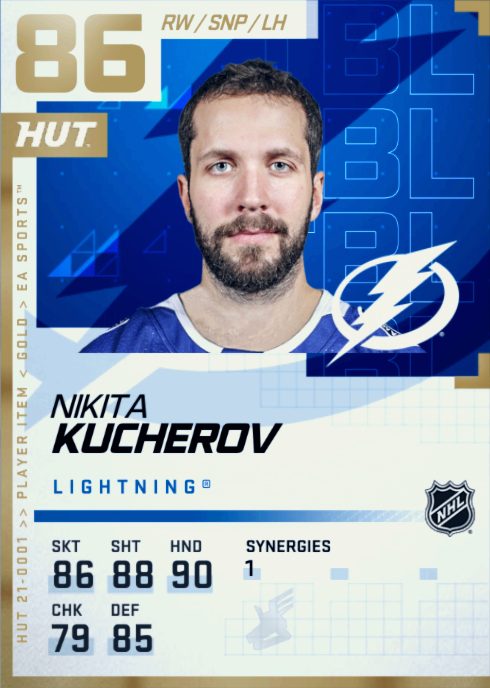 86
RW / SNP / LH
HUT
BL
BL
BL
BL
HUT 21-0001 >> PLAYER ITEM < GOLD > EA SPORTS™
NIKITA
KUCHEROV
LIGHTNING®
NHL
SKT SHT HND SYNERGIES
86 88 90 1
CHK DEF
79 85